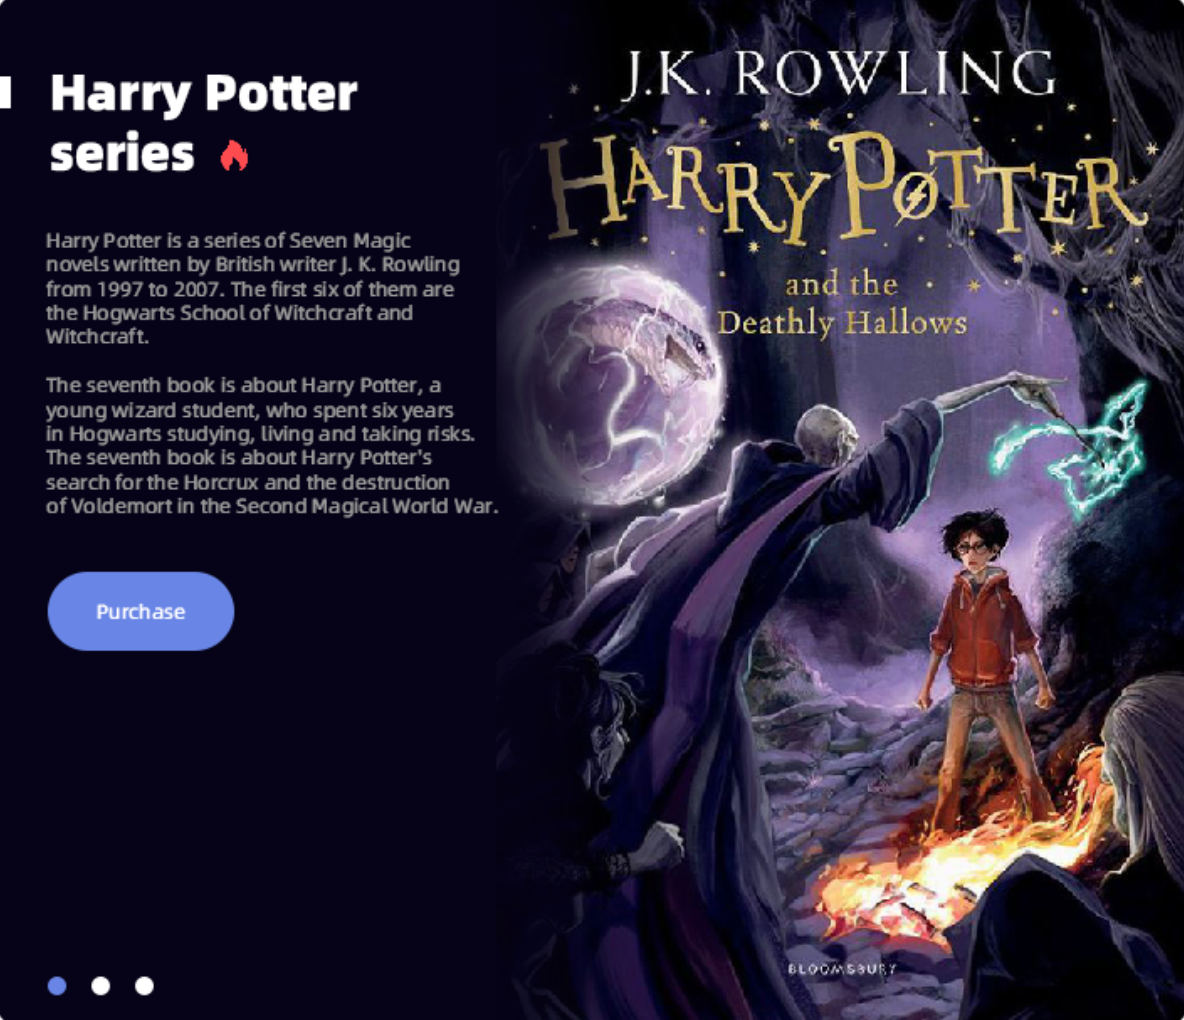 Harry Potter
series
Harry Potter is a series of Seven Magic
novels written by British writer J. K. Rowling
from 1997 to 2007. The first six of them are
the Hogwarts School of Witchcraft and
Witchcraft.
The seventh book is about Harry Potter, a
young wizard student, who spent six years
in Hogwarts studying, living and taking risks.
The seventh book is about Harry Potter's
search for the Horcrux and the destruction
of Voldemort in the Second Magical World War.
Purchase
J.K. ROWLING
HARRY POTTER
and the
Deathly Hallows
BLOOMSBURY